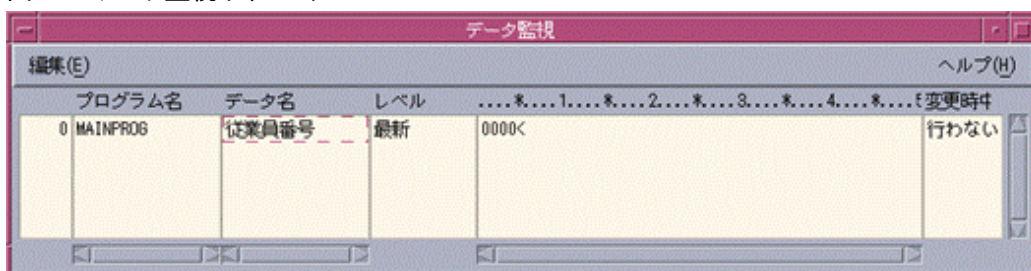 データ監視
編集(E) ヘルプ(H)
プログラム名 データ名 レベル ....*....1....*....2....*....3....*....4....*....5 変更時中
0 MAINPROG 従業員番号 最新 0000< 行わない